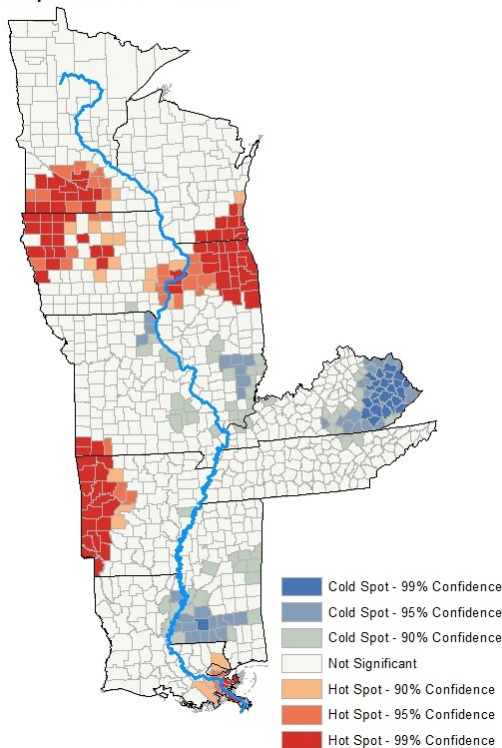 Cold Spot - 99% Confidence
Cold Spot - 95% Confidence
Cold Spot - 90% Confidence
Not Significant
Hot Spot - 90% Confidence
Hot Spot - 95% Confidence
Hot Spot - 99% Confidence